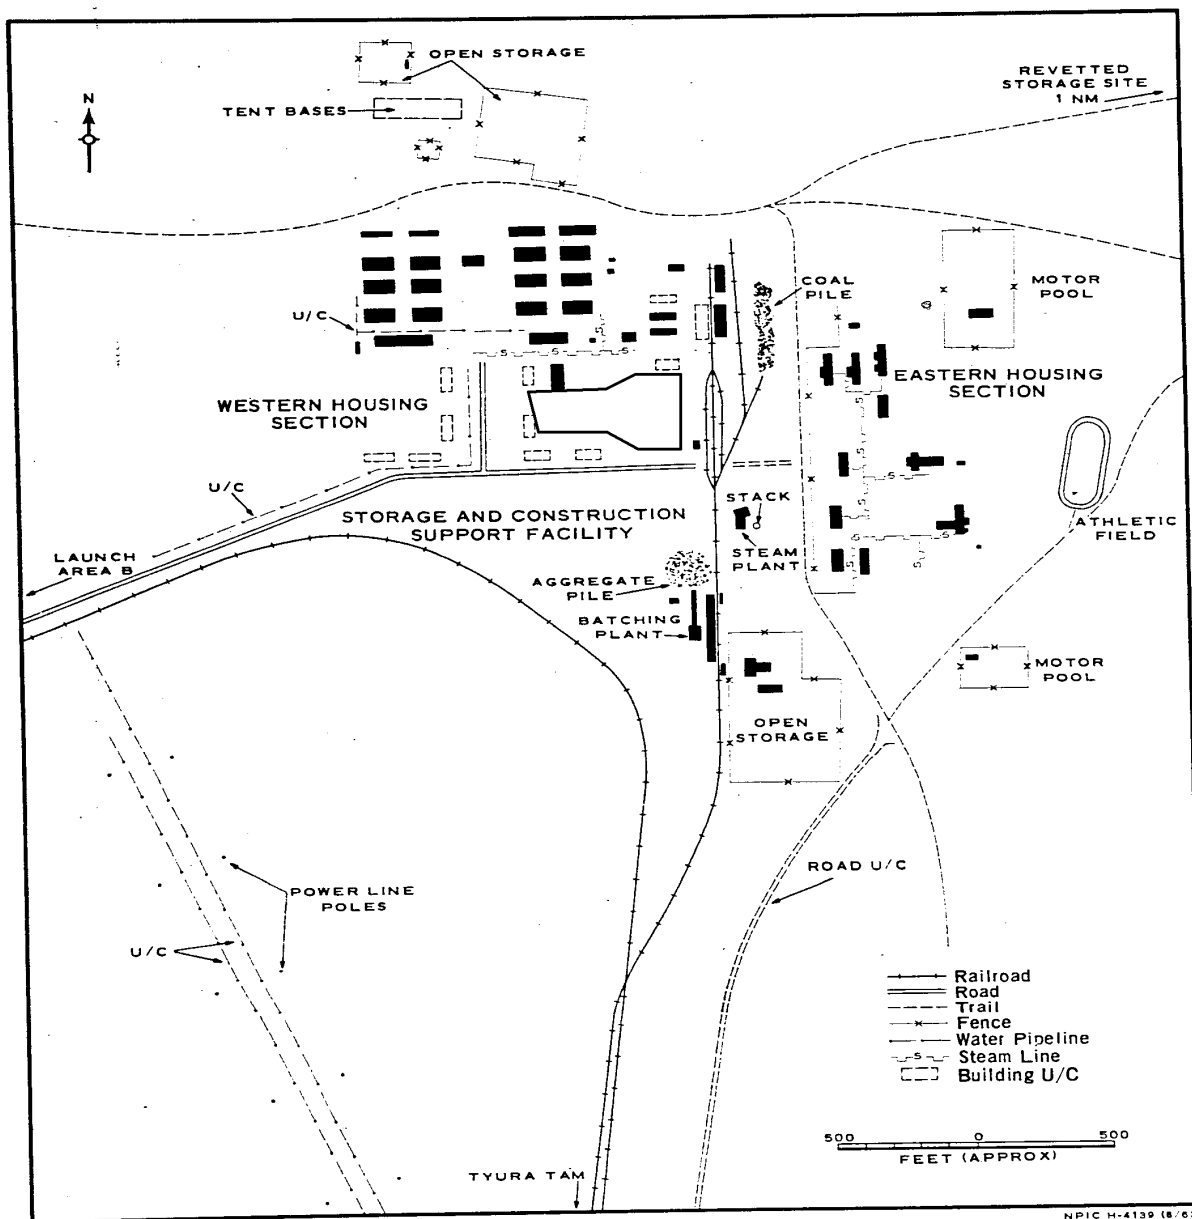 OPEN STORAGE
REVETTED
STORAGE SITE
1 NM
N
TENT BASES
COAL
PILE
MOTOR
POOL
U/C
EASTERN HOUSING
SECTION
WESTERN HOUSING
SECTION
U/C
STACK
STORAGE AND CONSTRUCTION
SUPPORT FACILITY
STEAM
PLANT
ATHLETIC
FIELD
LAUNCH
AREA B
AGGREGATE
PILE
BATCHING
PLANT
MOTOR
POOL
OPEN
STORAGE
ROAD U/C
POWER LINE
POLES
U/C
Railroad
Road
Trail
Fence
Water Pipeline
S Steam Line
Building U/C
500 0 500
FEET (APPROX)
TYURA TAM
NPIC H-4139